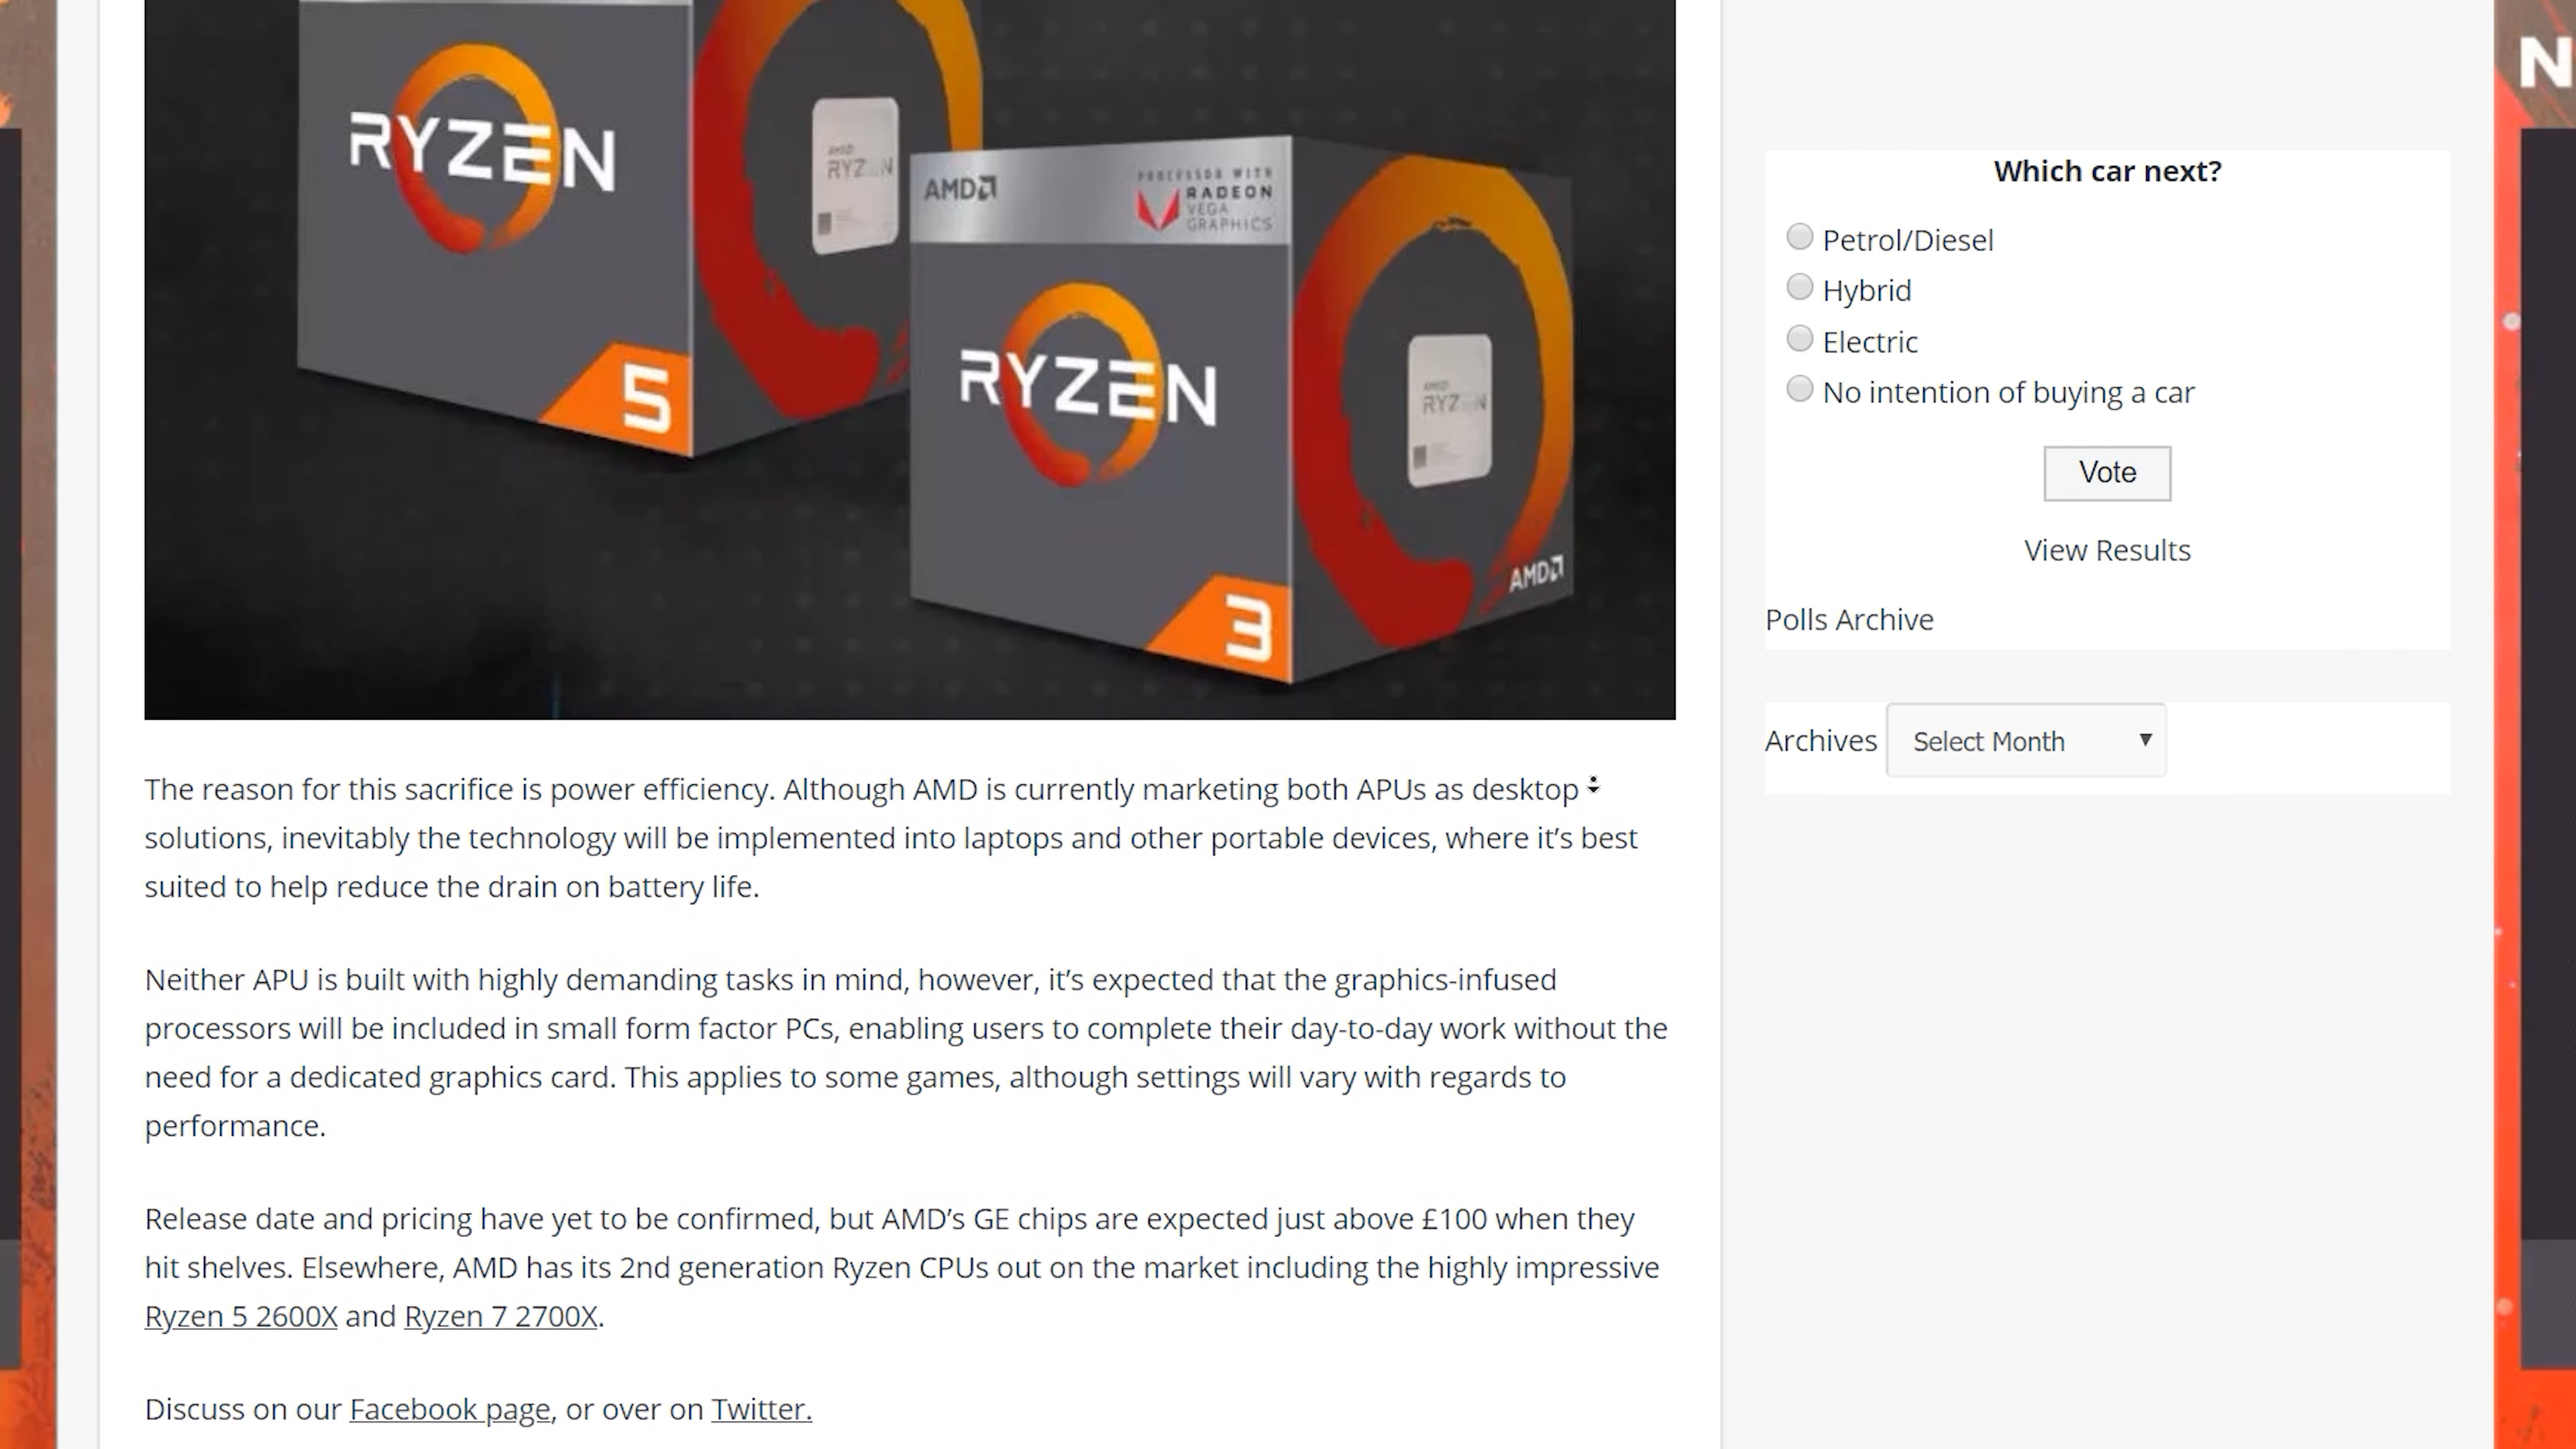 RYZEN
5
AMD
RYZEN
AMD
PROCESSOR WITH
RADEON
VEGA
GRAPHICS
RYZEN
3
AMD
RYZEN
AMD
The reason for this sacrifice is power efficiency. Although AMD is currently marketing both APUs as desktop
solutions, inevitably the technology will be implemented into laptops and other portable devices, where it’s best
suited to help reduce the drain on battery life.
Neither APU is built with highly demanding tasks in mind, however, it’s expected that the graphics-infused
processors will be included in small form factor PCs, enabling users to complete their day-to-day work without the
need for a dedicated graphics card. This applies to some games, although settings will vary with regards to
performance.
Release date and pricing have yet to be confirmed, but AMD’s GE chips are expected just above £100 when they
hit shelves. Elsewhere, AMD has its 2nd generation Ryzen CPUs out on the market including the highly impressive
Ryzen 5 2600X and Ryzen 7 2700X.
Discuss on our Facebook page, or over on Twitter.
Which car next?
Petrol/Diesel
Hybrid
Electric
No intention of buying a car
Vote
View Results
Polls Archive
Archives Select Month
N